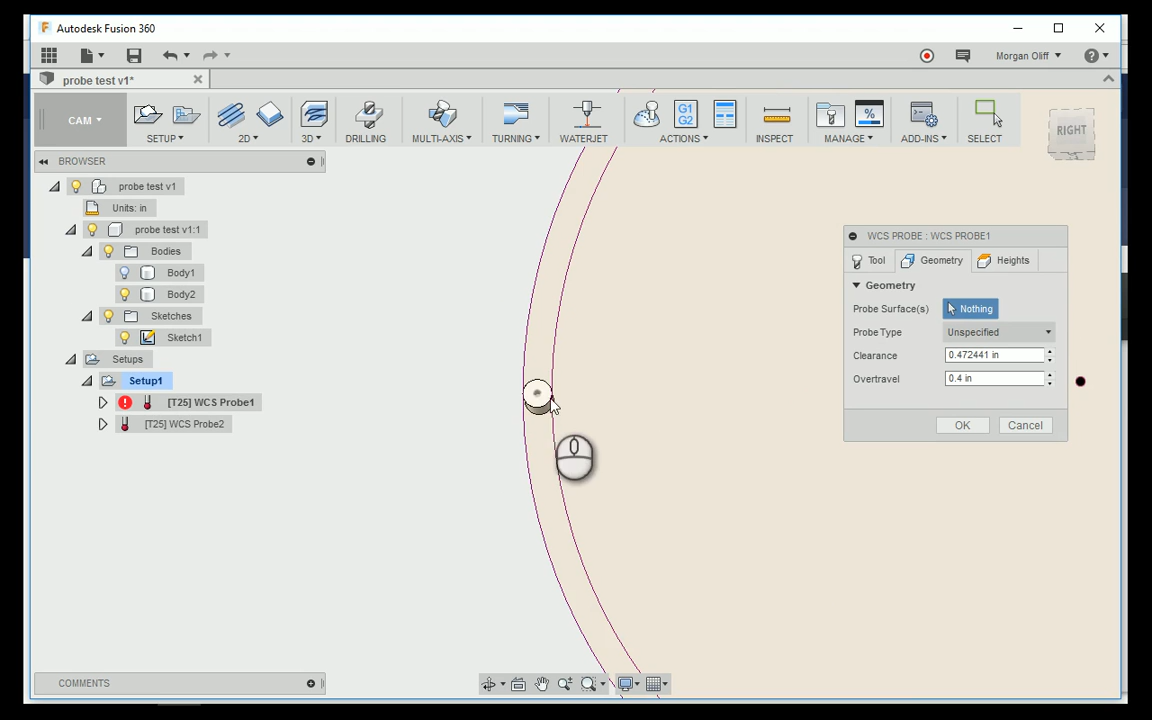 Autodesk Fusion 360
Morgan Oliff
probe test v1*
CAM
SETUP
2D
3D
DRILLING
MULTI-AXIS
TURNING
WATERJET
G1
G2
ACTIONS
INSPECT
%
MANAGE
ADD-INS
SELECT
RIGHT
BROWSER
probe test v1
Units: in
probe test v1:1
Bodies
Body1
Body2
Sketches
Sketch1
Setups
Setup1
[T25] WCS Probe1
[T25] WCS Probe2
WCS PROBE : WCS PROBE1
Tool Geometry Heights
Geometry
Probe Surface(s) Nothing
Probe Type Unspecified
Clearance 0.472441 in
Overtravel 0.4 in
OK Cancel
COMMENTS